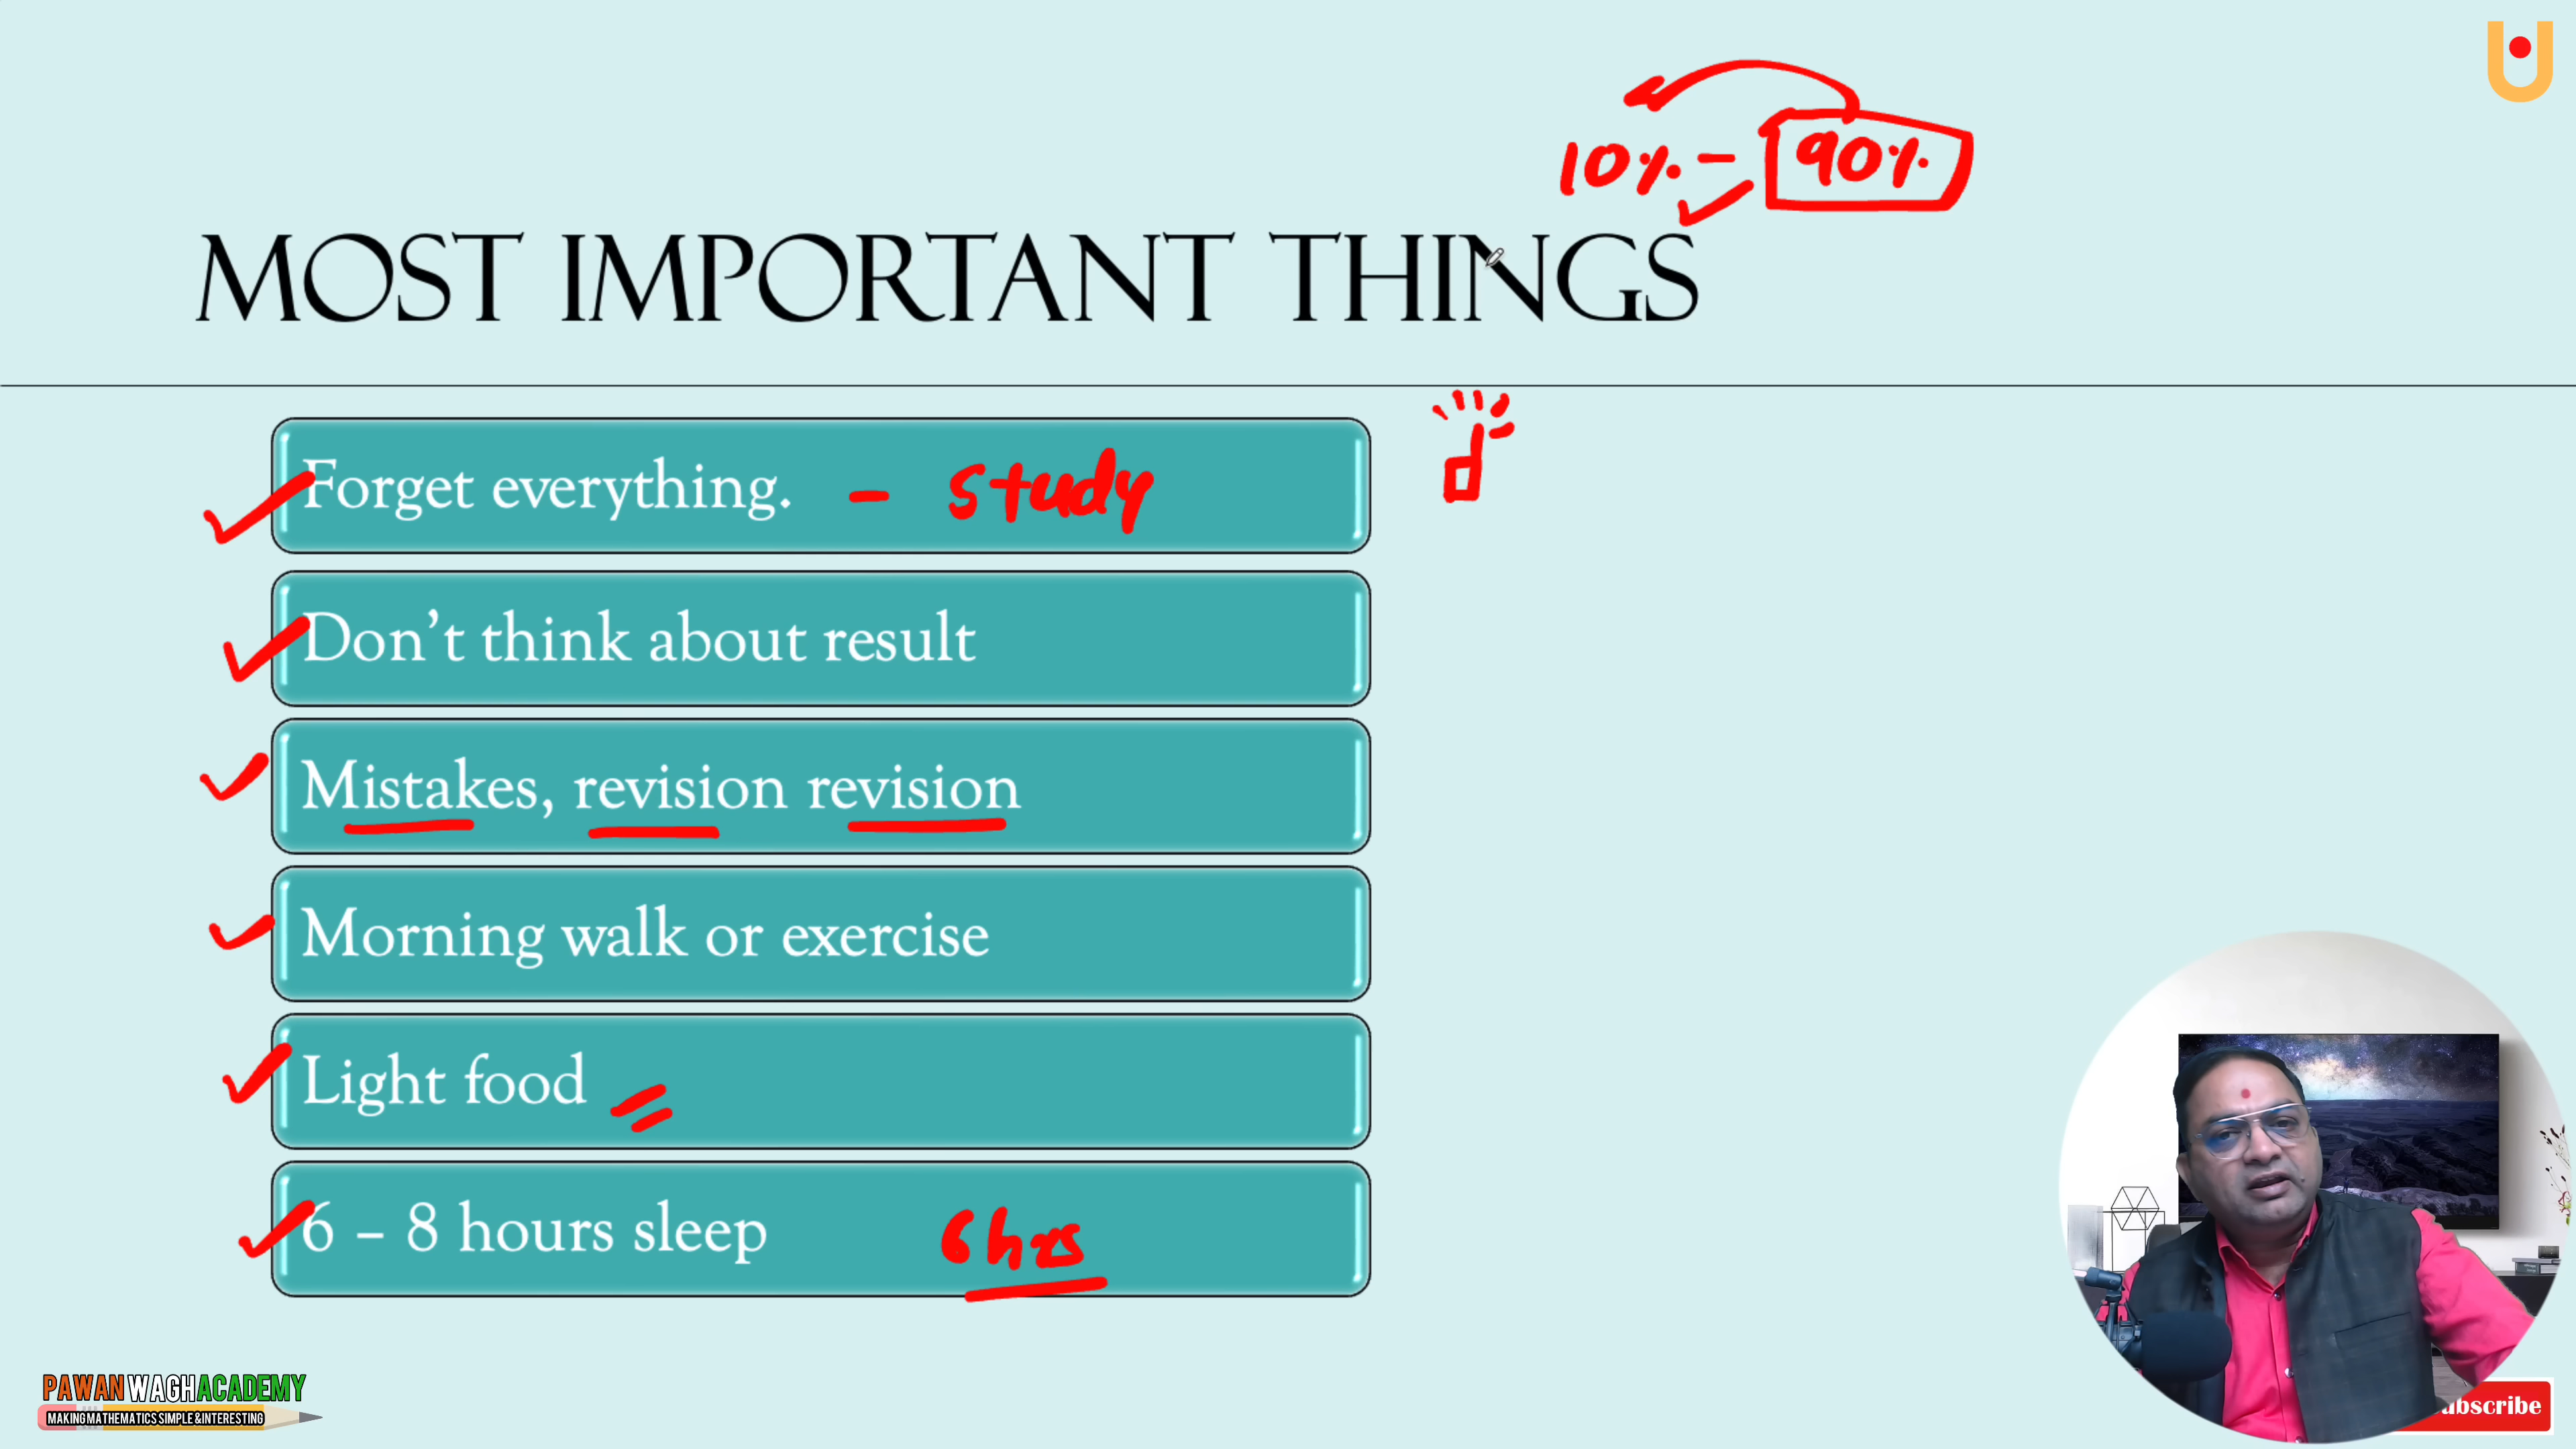 10% - 90%
MOST IMPORTANT THINGS
Forget everything. - study
Don't think about result
Mistakes, revision revision
Morning walk or exercise
Light food
6 – 8 hours sleep 6 hrs
PAWAN WAGH ACADEMY
MAKING MATHEMATICS SIMPLE & INTERESTING
ubscribe